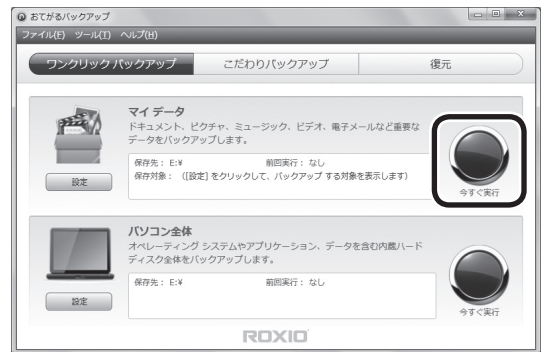 おてがるバックアップ
ファイル(F) ツール(T) ヘルプ(H)
ワンクリック バックアップ
こだわりバックアップ
復元
マイ データ
ドキュメント、ピクチャ、ミュージック、ビデオ、電子メールなど重要な
データをバックアップします。
保存先： E:¥ 前回実行： なし
保存対象： （[設定] をクリックして、バックアップ する対象を表示します）
設定
今すぐ実行
パソコン全体
オペレーティング システムやアプリケーション、データを含む内蔵ハード
ディスク全体をバックアップします。
保存先： E:¥ 前回実行： なし
設定
今すぐ実行
ROXIO